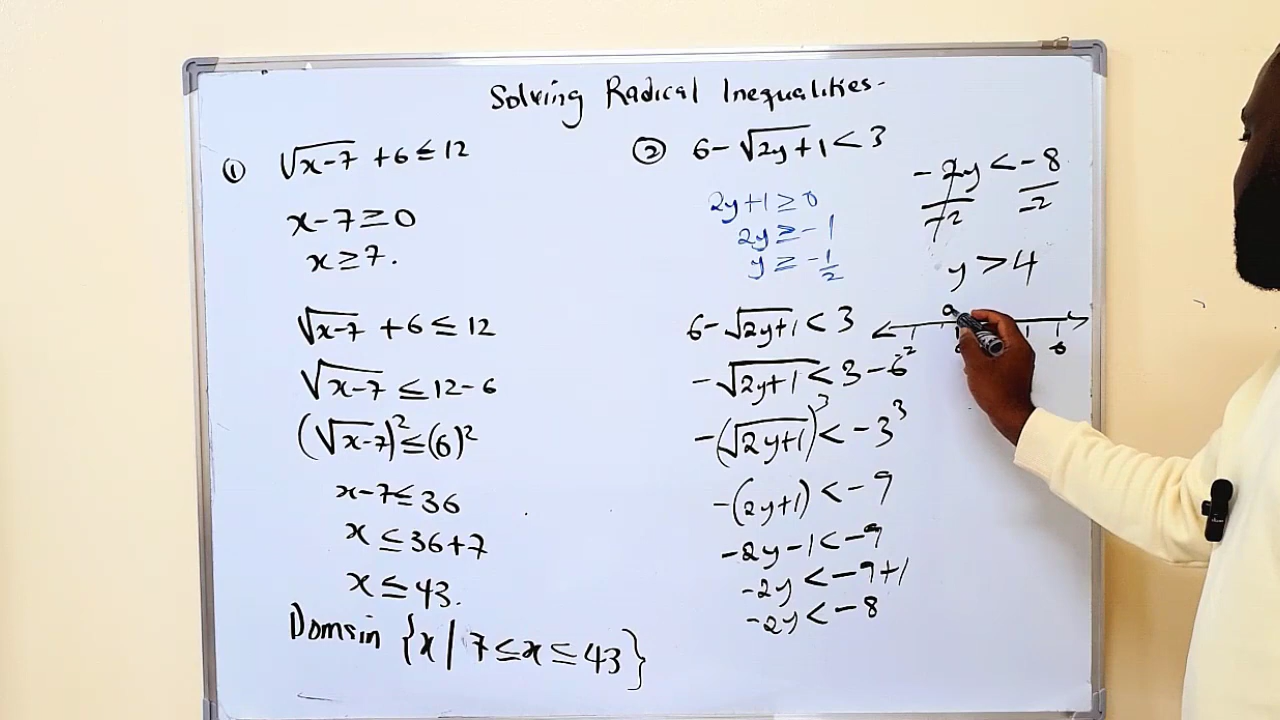 Solving Radical Inequalities-
① √x-7 + 6 ≤ 12
x-7 ≥ 0
x ≥ 7.
√x-7 + 6 ≤ 12
√x-7 ≤ 12-6
(√x-7)² ≤ (6)²
x-7 ≤ 36
x ≤ 36+7
x ≤ 43.
Domain {x | 7 ≤ x ≤ 43}
② 6-√2y+1 < 3
2y+1 ≥ 0
2y ≥ -1
y ≥ -1/2
6-√2y+1 < 3
-√2y+1 < 3-6
-(√2y+1)² < -3²
-(2y+1) < -9
-2y-1 < -9
-2y < -9+1
-2y < -8
-2y/-2 < -8/-2
y > 4